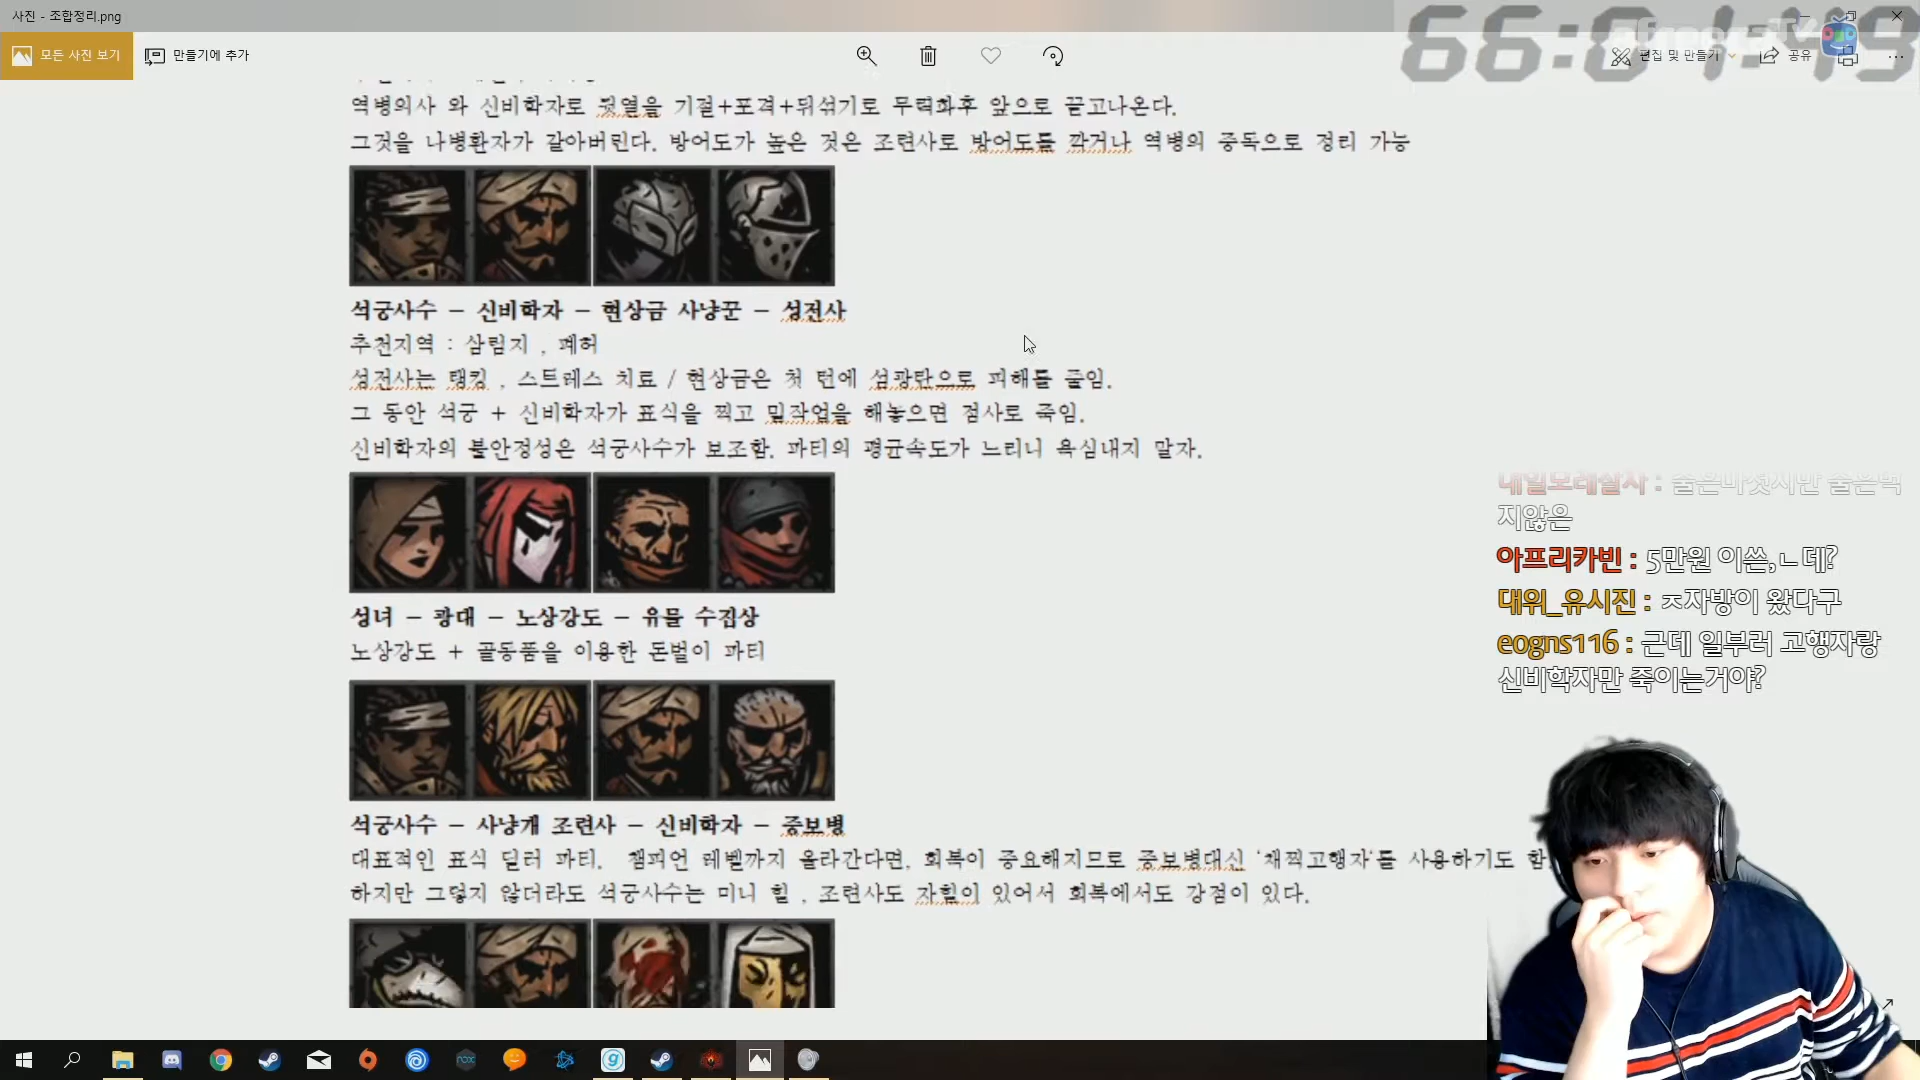 사진 - 조합정리.png
66:01:49
afreecaTV
모든 사진 보기
만들기에 추가
편집 및 만들기
공유
역병의사 와 신비학자로 뒷열을 기절+포격+뒤섞기로 무력화후 앞으로 끌고나온다.
그것을 나병환자가 갈아버린다. 방어도가 높은 것은 조련사로 방어도를 깎거나 역병의 중독으로 정리 가능
석궁사수 - 신비학자 - 현상금 사냥꾼 - 성전사
추천지역 : 삼림지 , 폐허
성전사는 탱킹 , 스트레스 치료 / 현상금은 첫 턴에 섬광탄으로 피해를 줄임.
그 동안 석궁 + 신비학자가 표식을 찍고 밑작업을 해놓으면 점사로 죽임.
신비학자의 불안정성은 석궁사수가 보조함. 파티의 평균속도가 느리니 욕심내지 말자.
성녀 - 광대 - 노상강도 - 유물 수집상
노상강도 + 골동품을 이용한 돈벌이 파티
석궁사수 - 사냥개 조련사 - 신비학자 - 중보병
대표적인 표식 딜러 파티. 챔피언 레벨까지 올라간다면, 회복이 중요해지므로 중보병대신 '채찍고행자'를 사용하기도 함.
하지만 그렇지 않더라도 석궁사수는 미니 힐 , 조련사도 자힐이 있어서 회복에서도 강점이 있다.
내일모레살자 :
지않은
아프리카빈 : 5만원 이쓴,ㄴ데?
대위_유시진 : ㅈ자방이 왔다구
eogns116 : 근데 일부러 고행자랑
신비학자만 죽이는거야?